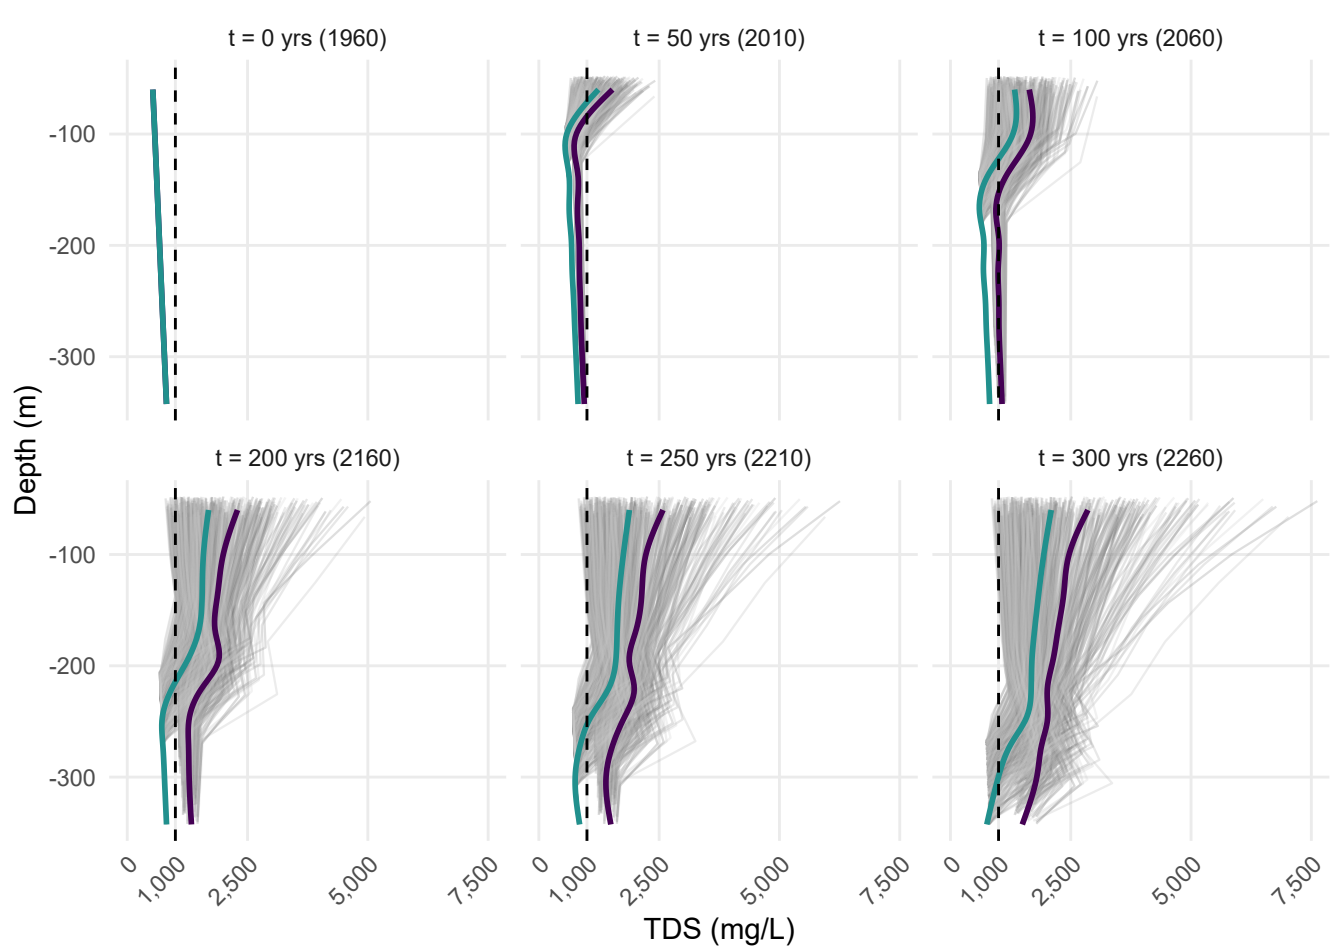 t = 0 yrs (1960)
t = 50 yrs (2010)
t = 100 yrs (2060)
-100
-200
-300
Depth (m)
t = 200 yrs (2160)
t = 250 yrs (2210)
t = 300 yrs (2260)
-100
-200
-300
0
1,000
2,500
5,000
7,500
0
1,000
2,500
5,000
7,500
0
1,000
2,500
5,000
7,500
TDS (mg/L)